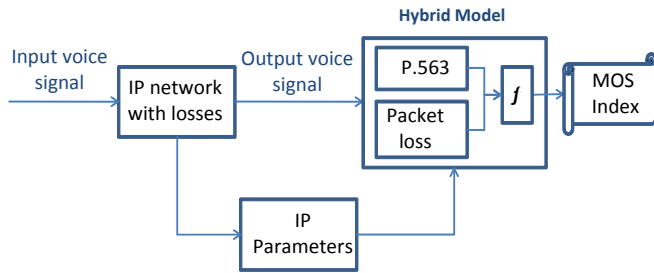 Hybrid Model
Input voice
signal
IP network
with losses
Output voice
signal
P.563
Packet
loss
f
MOS
Index
IP
Parameters